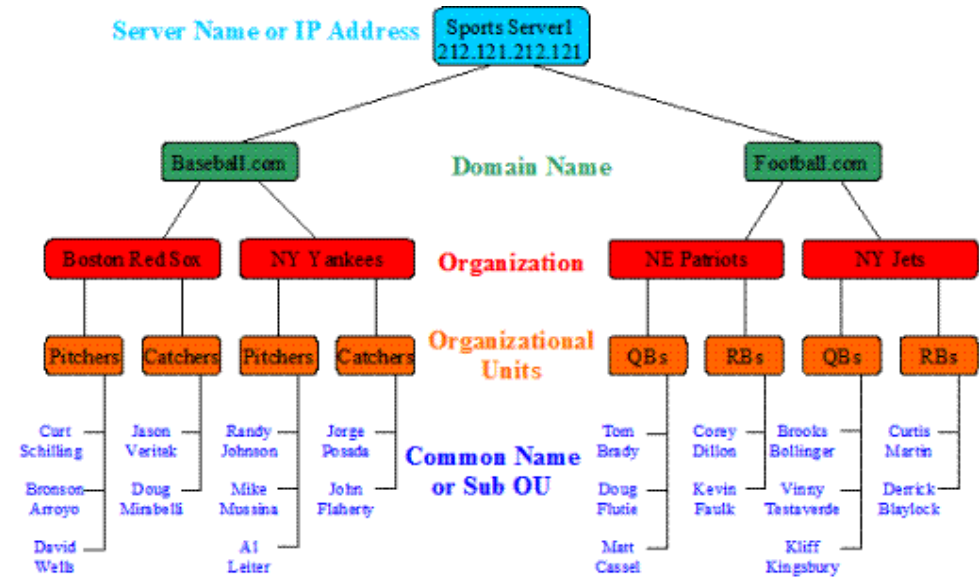 Server Name or IP Address
Sports Server1
212.121.212.121
Baseball.com
Domain Name
Football.com
Boston Red Sox
NY Yankees
Organization
NE Patriots
NY Jets
Pitchers
Catchers
Pitchers
Catchers
Organizational
Units
QBs
RBs
QBs
RBs
Curt
Schilling
Jason
Veritek
Randy
Johnson
Jorge
Posada
Common Name
or Sub OU
Tom
Brady
Corey
Dillon
Brooks
Bollinger
Curtis
Martin
Bronson
Arroyo
Doug
Mirabelli
Mike
Mussina
John
Flaherty
Doug
Flutie
Kevin
Faulk
Vinny
Testaverde
Derrick
Blaylock
David
Wells
Al
Leiter
Matt
Cassel
Kliff
Kingsbury